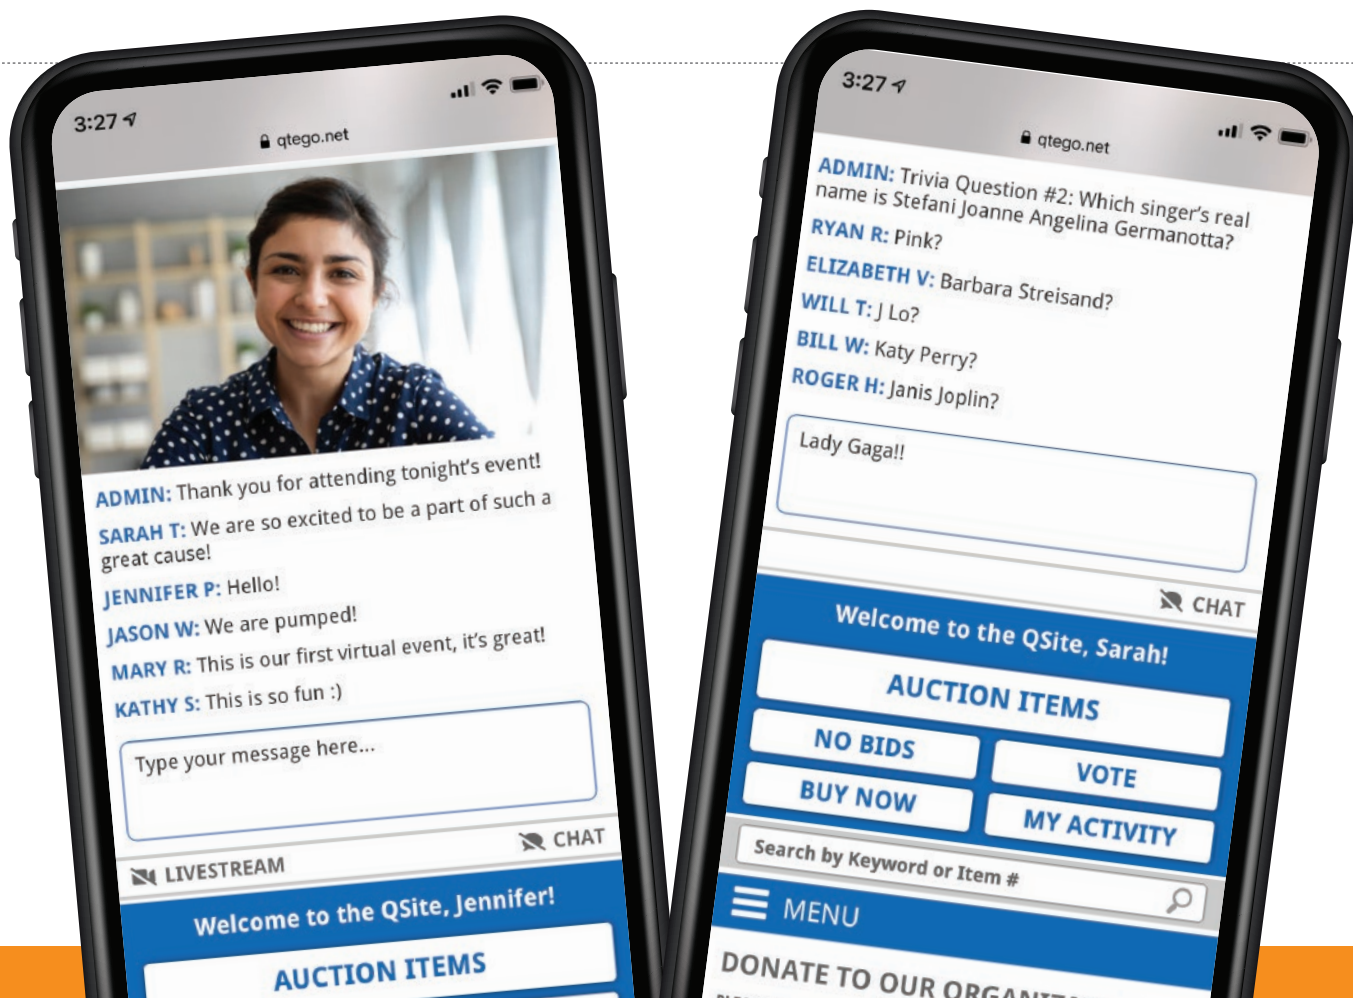 3:27
qtego.net
ADMIN: Thank you for attending tonight's event!
SARAH T: We are so excited to be a part of such a
great cause!
JENNIFER P: Hello!
JASON W: We are pumped!
MARY R: This is our first virtual event, it's great!
KATHY S: This is so fun :)
Type your message here...
CHAT
LIVESTREAM
Welcome to the QSite, Jennifer!
AUCTION ITEMS
3:27
qtego.net
ADMIN: Trivia Question #2: Which singer's real
name is Stefani Joanne Angelina Germanotta?
RYAN R: Pink?
ELIZABETH V: Barbara Streisand?
WILL T: J Lo?
BILL W: Katy Perry?
ROGER H: Janis Joplin?
Lady Gaga!!
CHAT
Welcome to the QSite, Sarah!
AUCTION ITEMS
NO BIDS
VOTE
BUY NOW
MY ACTIVITY
Search by Keyword or Item #
MENU
DONATE TO OUR